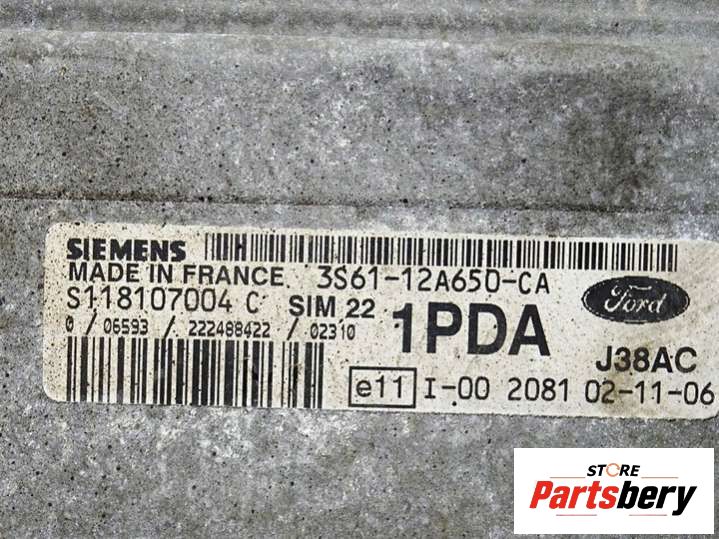 SIEMENS
MADE IN FRANCE 3S61-12A650-CA
S118107004 C SIM 22 1PDA
Ford
0 / 06593 / 222488422 / 02310
J38AC
e11 I-00 2081 02-11-06
STORE
Partsbery